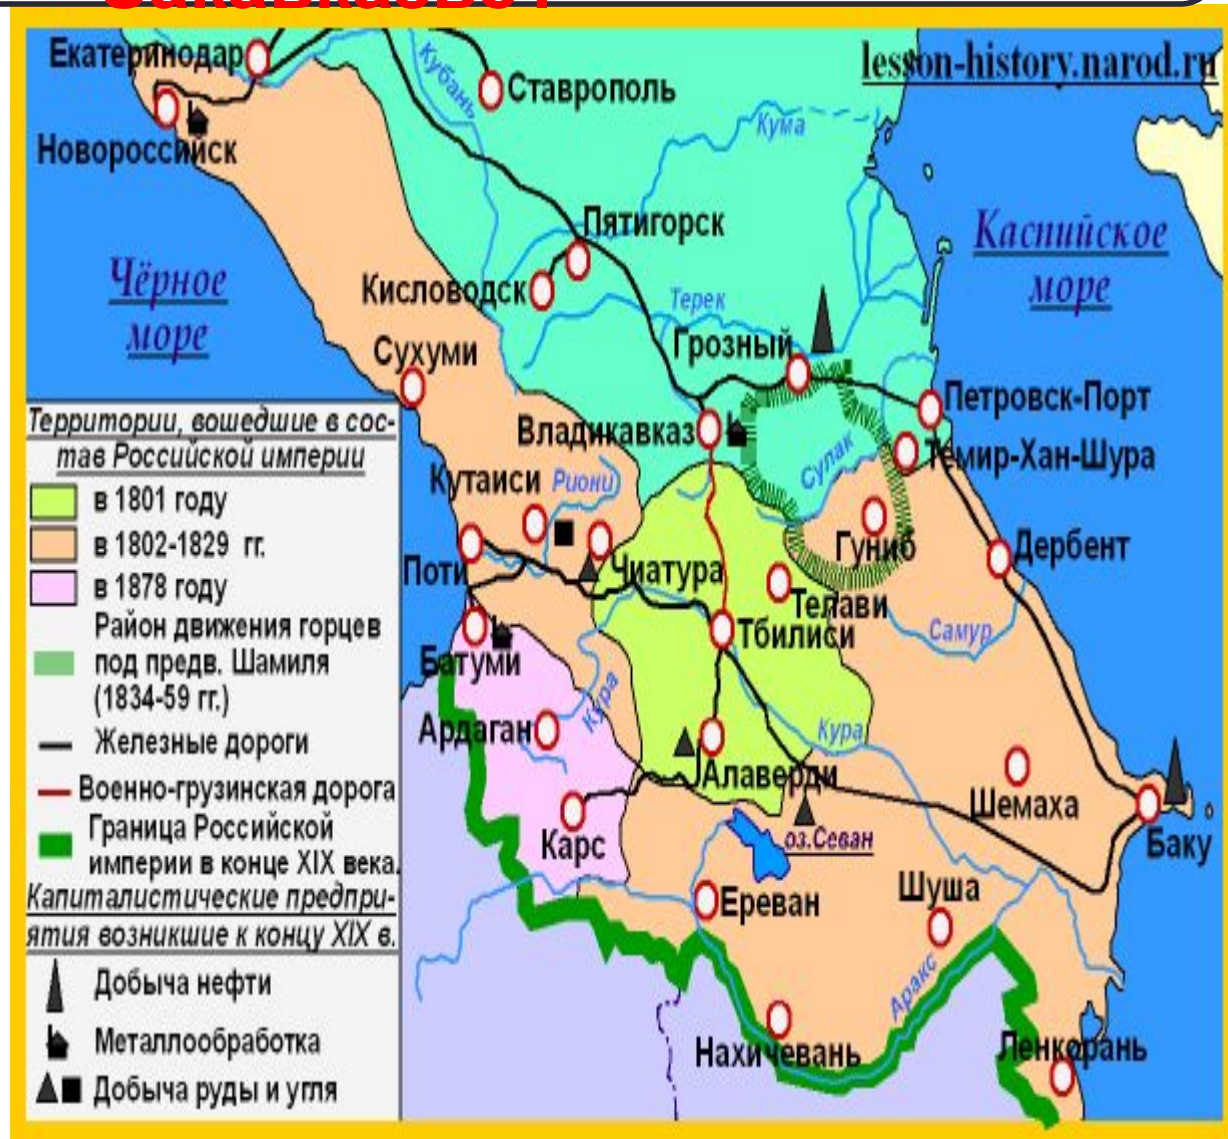 Екатеринодар
Ставрополь
lesson-history.narod.ru
Кубань
Кума
Новороссийск
Пятигорск
Каспийское
море
Чёрное
море
Кисловодск
Терек
Грозный
Сухуми
Петровск-Порт
Владикавказ
Сулак
Темир-Хан-Шура
Кутаиси
Риони
Гуниб
Дербент
Поти
Чиатура
Телави
Тбилиси
Самур
Батуми
Ардаган
Кура
Кура
Алаверди
Шемаха
Карс
оз.Севан
Баку
Ереван
Шуша
Аракс
Нахичевань
Ленкорань
Территории, вошедшие в сос-
тав Российской империи
в 1801 году
в 1802-1829 гг.
в 1878 году
Район движения горцев
под предв. Шамиля
(1834-59 гг.)
Железные дороги
Военно-грузинская дорога
Граница Российской
империи в конце XIX века.
Капиталистические предпри-
ятия возникшие к концу XIX в.
Добыча нефти
Металлообработка
Добыча руды и угля